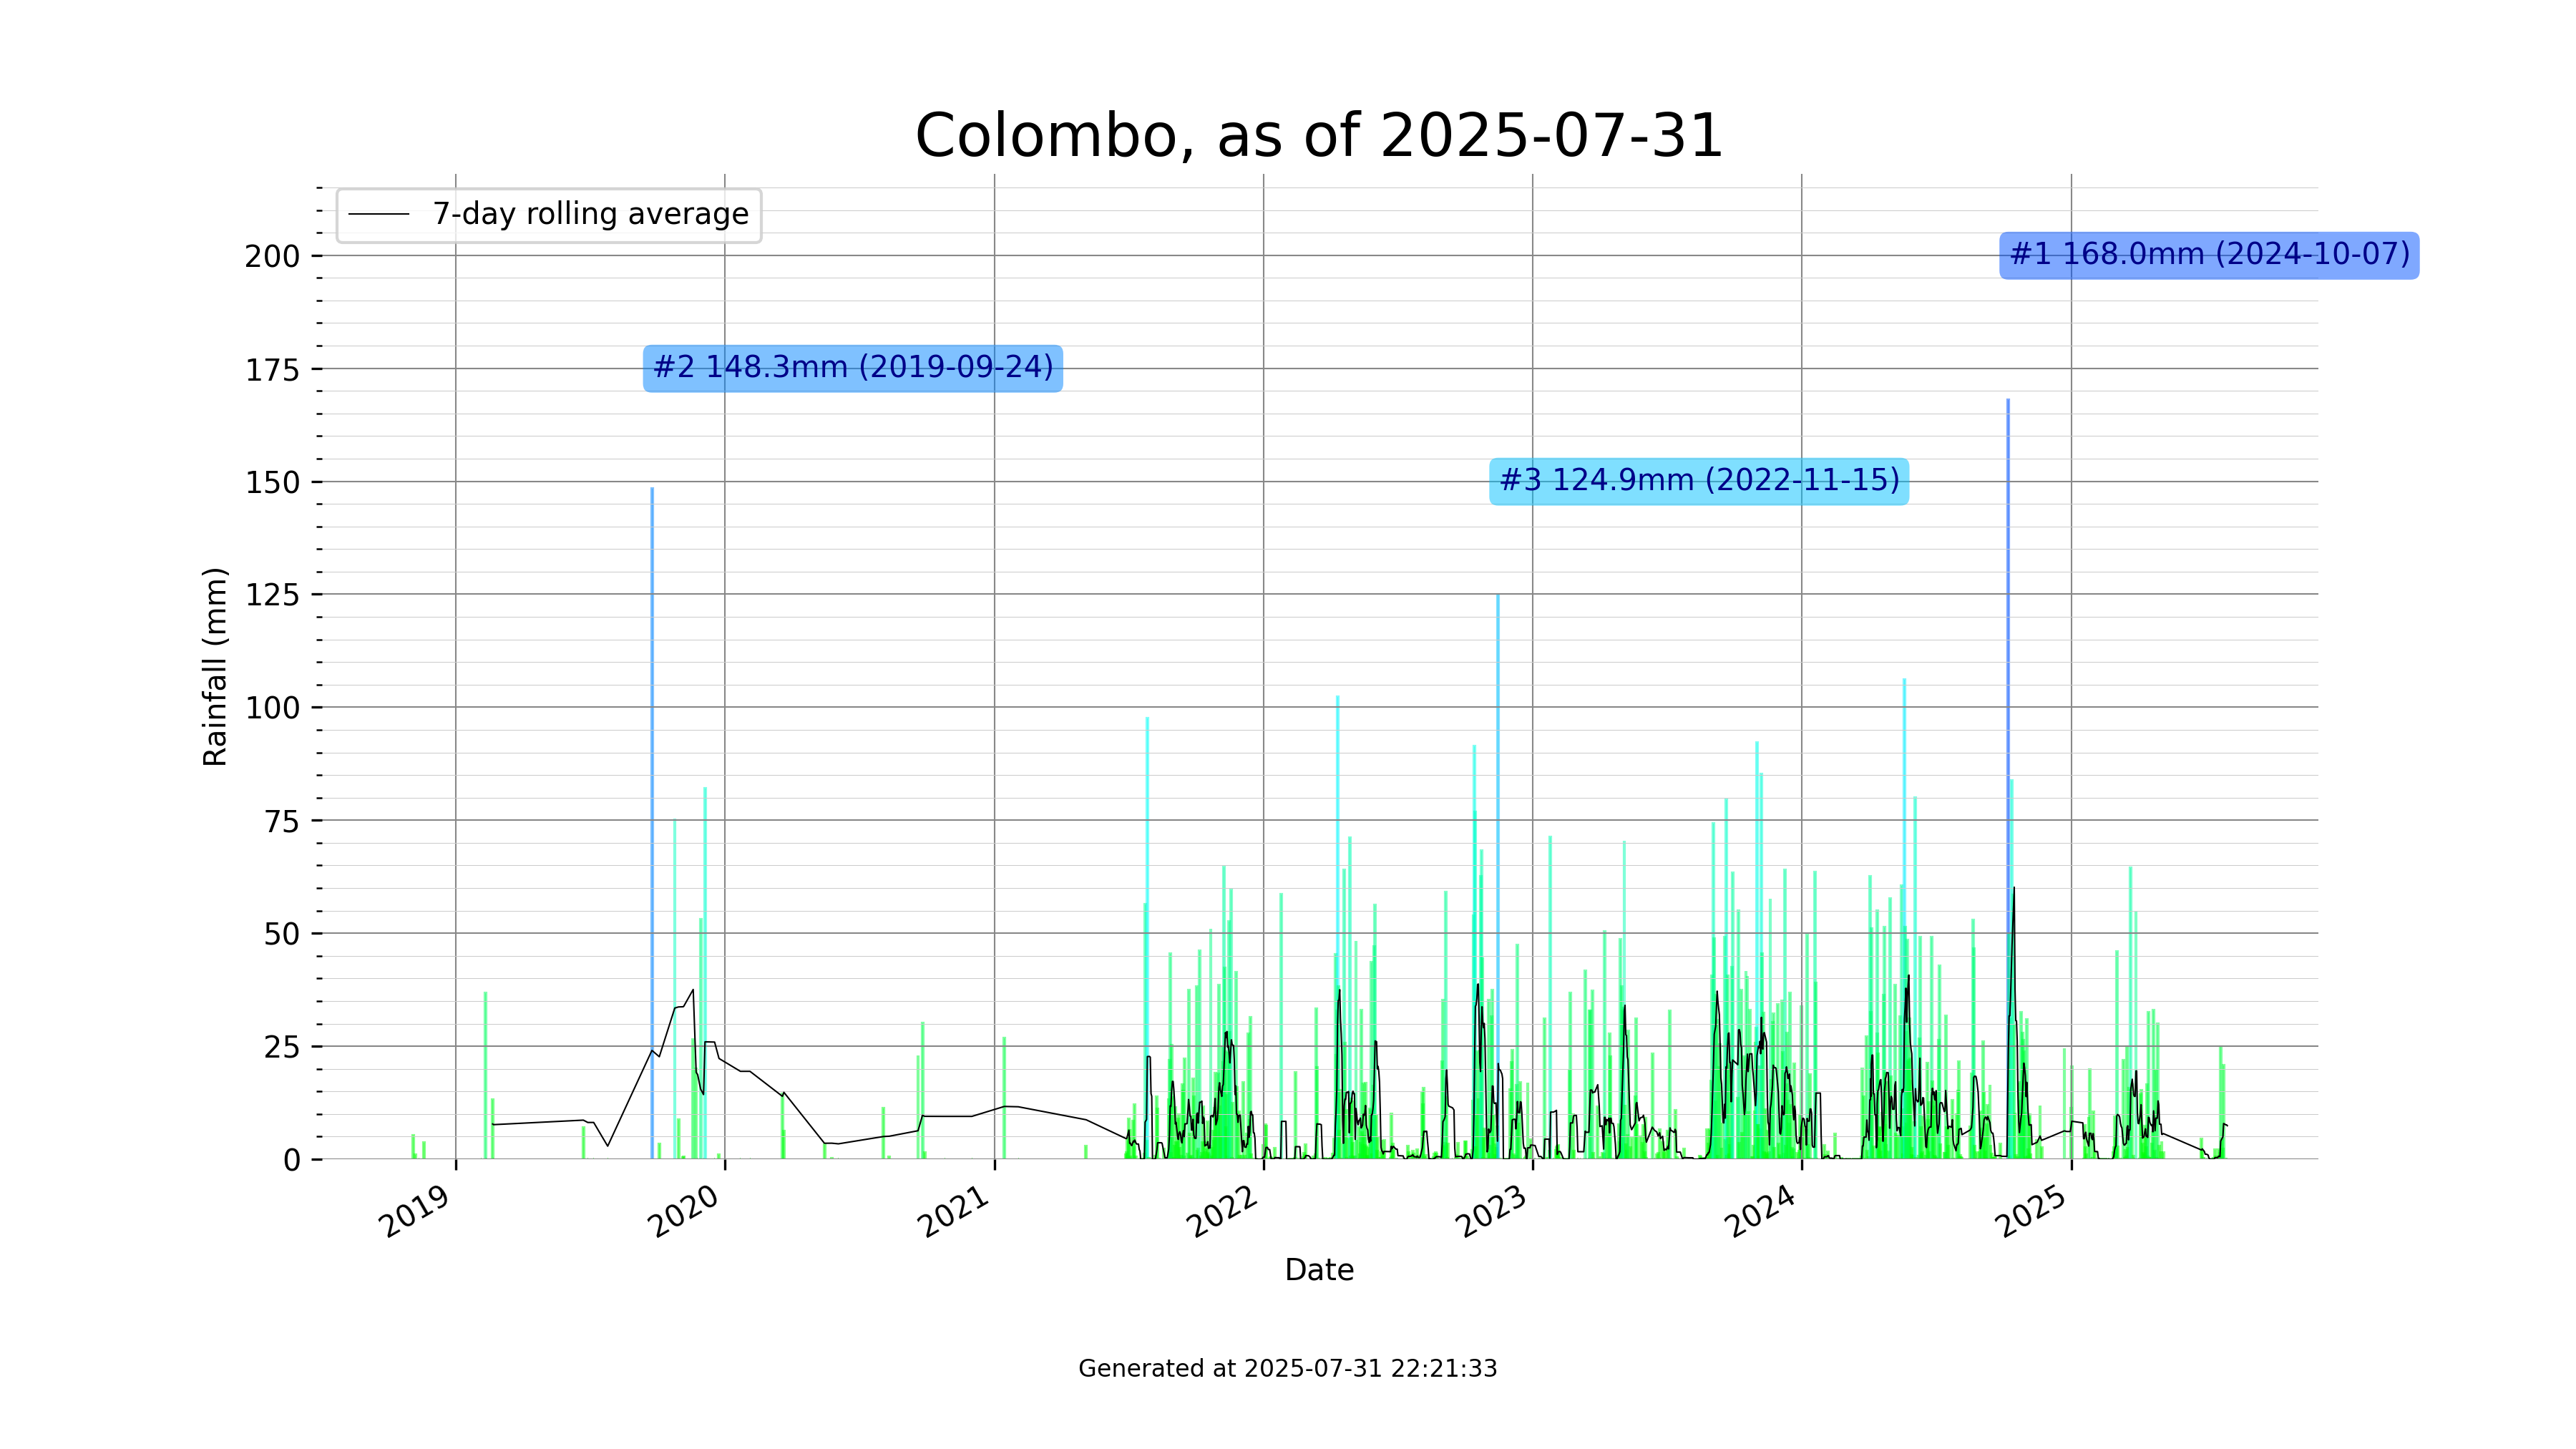 Colombo, as of 2025-07-31
7-day rolling average
#1 168.0mm (2024-10-07)
#2 148.3mm (2019-09-24)
#3 124.9mm (2022-11-15)
Rainfall (mm)
200
175
150
125
100
75
50
25
0
2019
2020
2021
2022
2023
2024
2025
Date
Generated at 2025-07-31 22:21:33